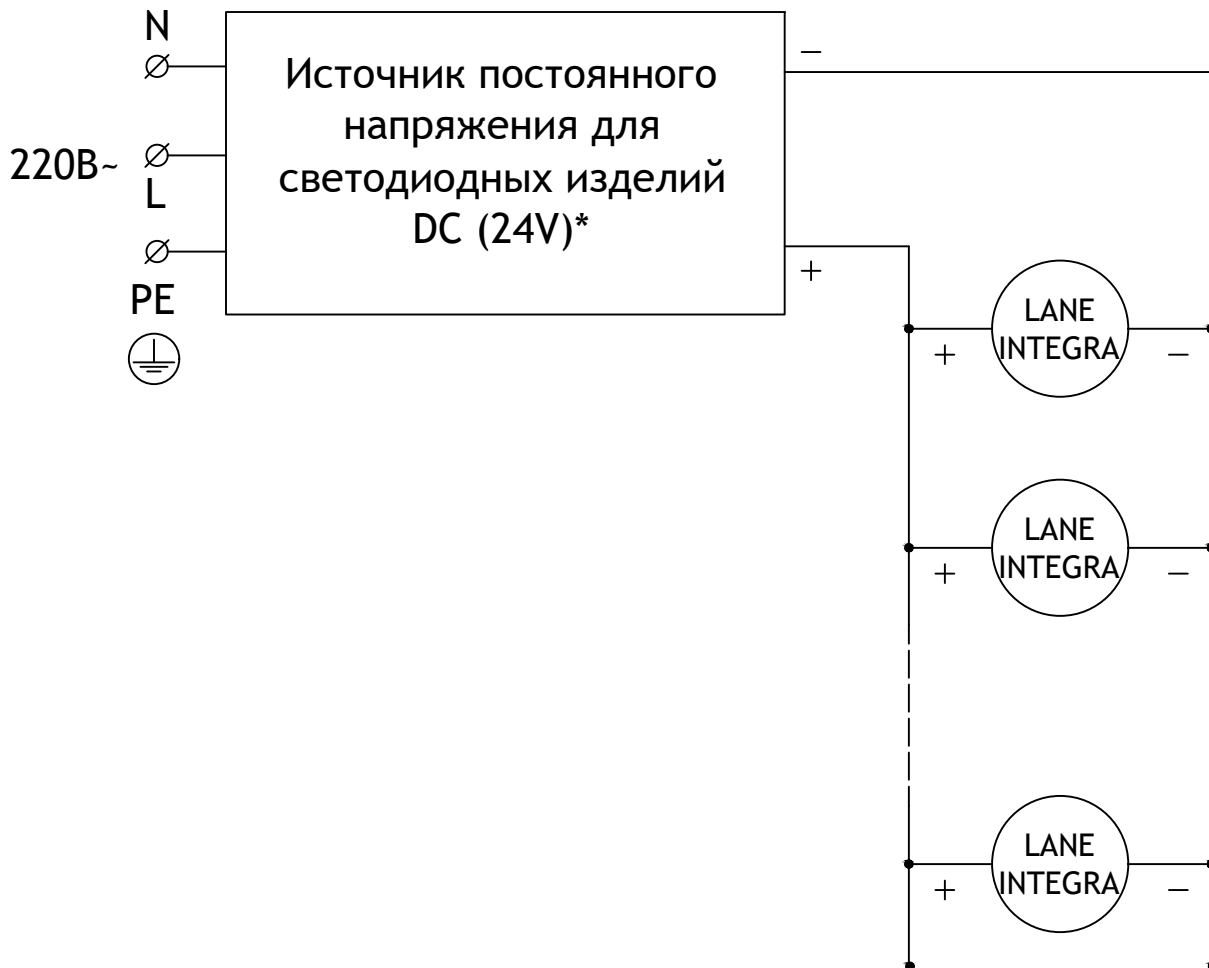 N
220В~
L
PE
Источник постоянного
напряжения для
светодиодных изделий
DC (24V)*
−
+
LANE
INTEGRA
+
−
LANE
INTEGRA
+
−
LANE
INTEGRA
+
−